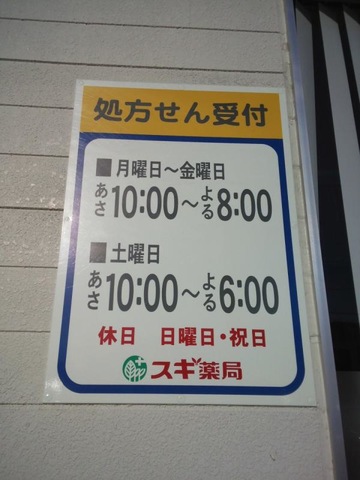 処方せん受付
■月曜日～金曜日
あさ10:00～よる8:00
■土曜日
あさ10:00～よる6:00
休日 日曜日・祝日
スギ薬局